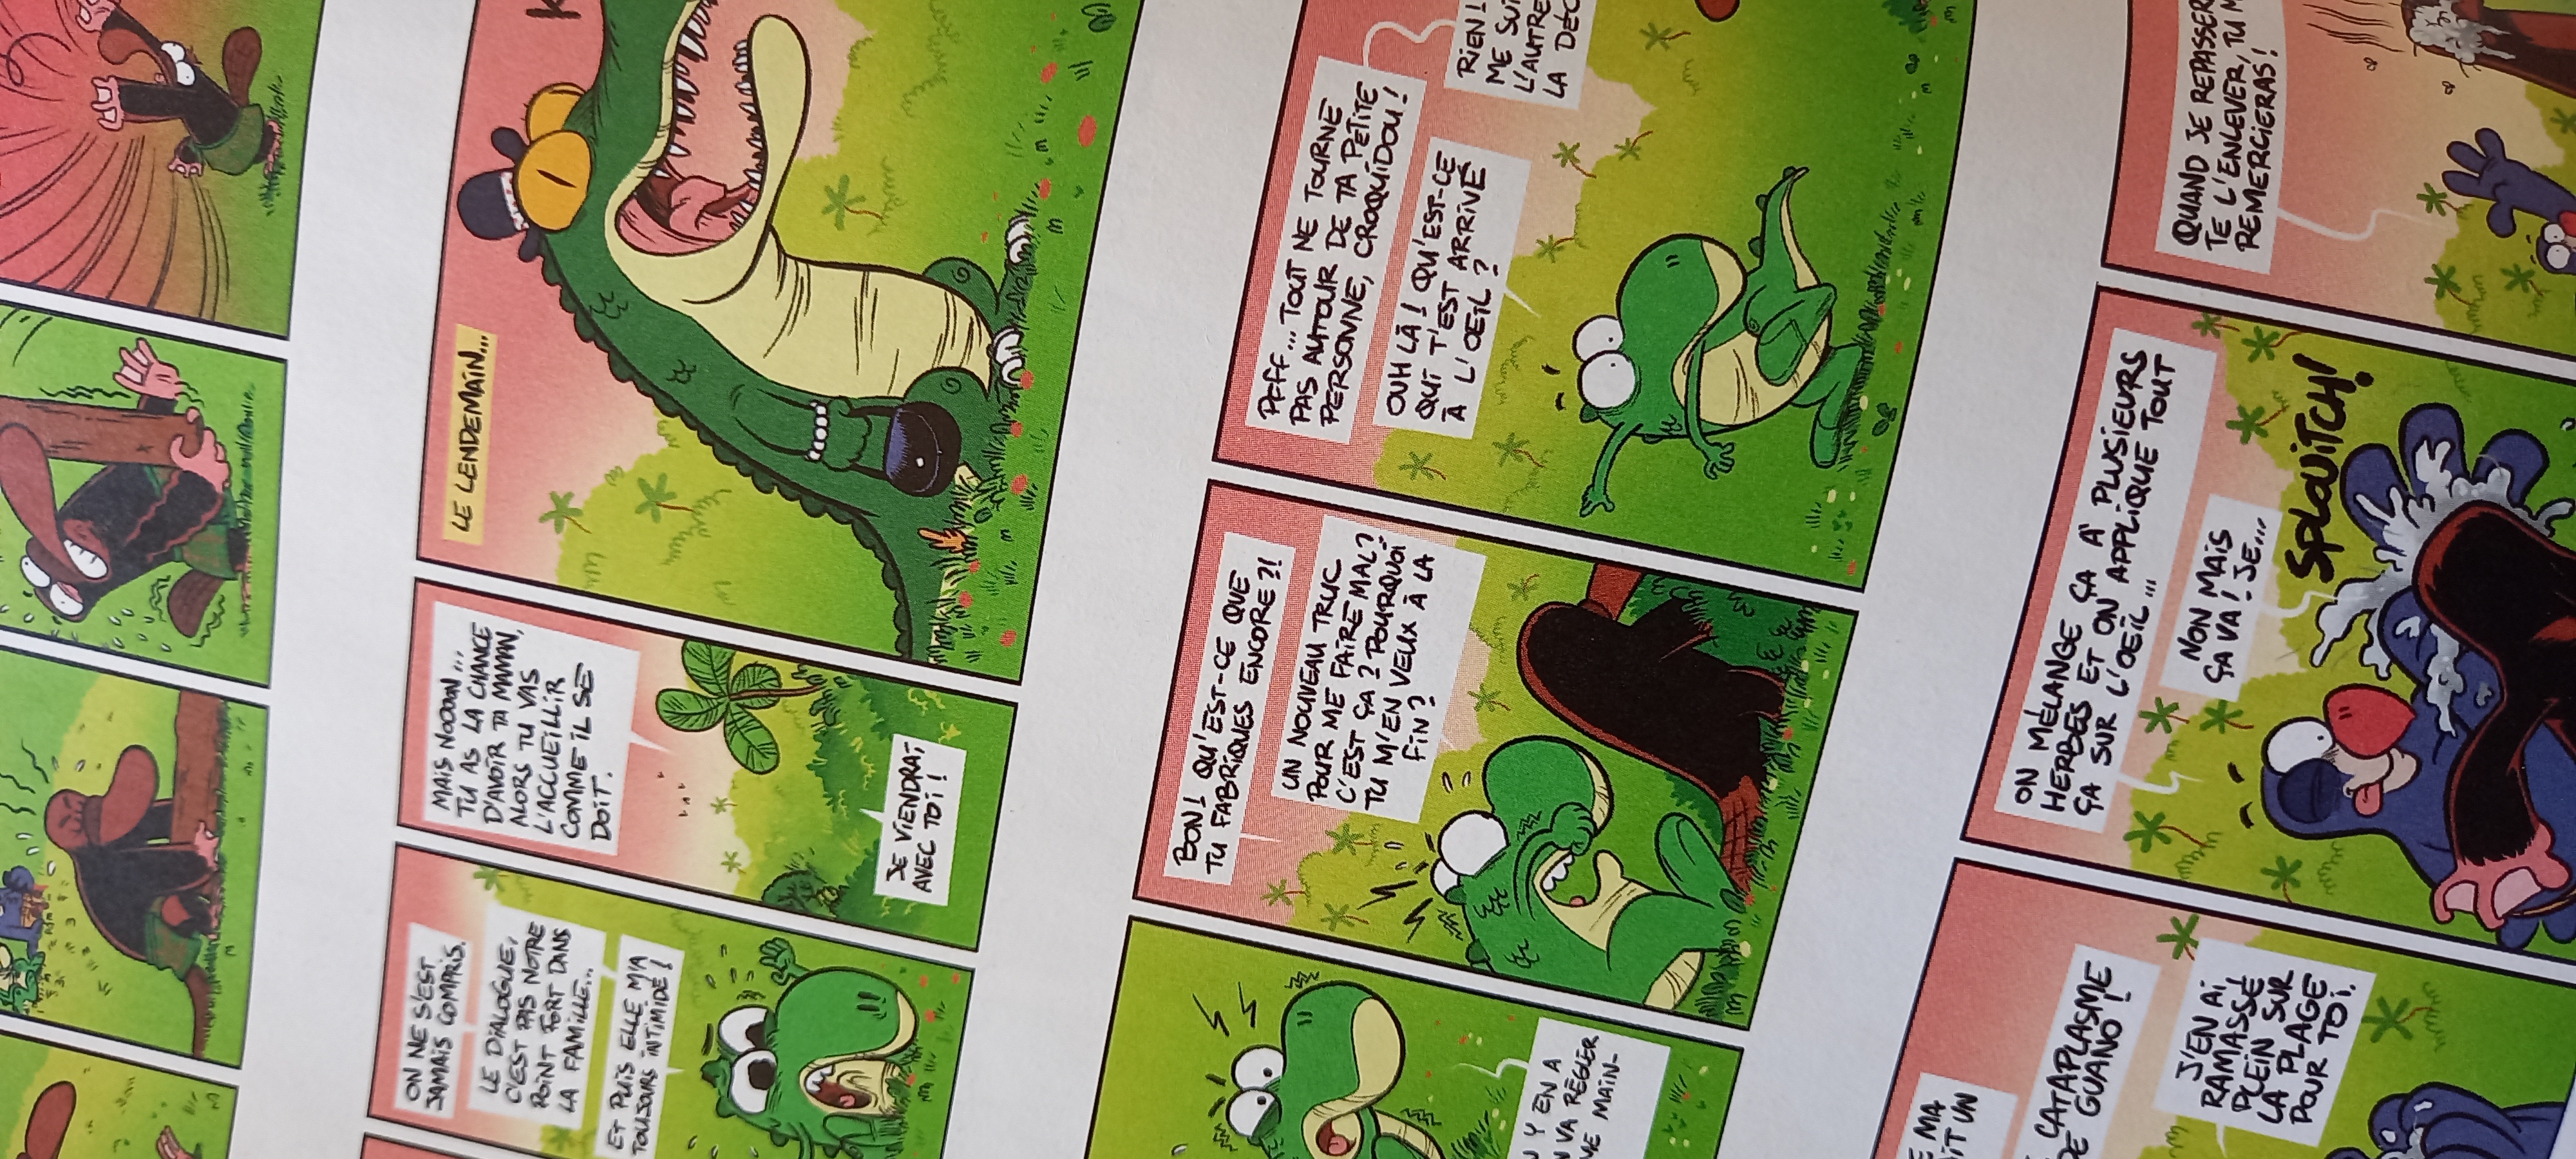 ON NE S'EST
JAMAIS COMPRIS.
LE DIALOGUE,
C'EST PAS NOTRE
POINT FORT DANS
LA FAMILLE...
ET PUIS ELLE M'A
TOUJOURS INTIMIDÉ !
MAIS NOOON...
TU AS LA CHANCE
D'AVOIR TA MAMAN,
ALORS TU VAS
L'ACCUEILLIR
COMME IL SE
DOIT.
JE VIENDRAI
AVEC TOI !
LE LENDEMAIN...
K
Y EN A
VA RÉGLER
MAIN-
BON! QU'EST-CE QUE
TU FABRIQUES ENCORE ?!
UN NOUVEAU TRUC
POUR ME FAIRE MAL?
C'EST ÇA ? POURQUOI
TU M'EN VEUX À LA
FIN ?
PEFF... TOUT NE TOURNE
PAS AUTOUR DE TA PETITE
PERSONNE, CROQUIDOU !
OUH LÀ ! QU'EST-CE
QUI T'EST ARRIVÉ
À L'OEIL ?
RIEN !
ME SUI
L'AUTRE
LA DÉC
MA
UN
CATAPLASME
DE GUANO !
J'EN AI
RAMASSÉ
PLEIN SUR
LA PLAGE
POUR TOI.
ON MÉLANGE ÇA À PLUSIEURS
HERBES ET ON APPLIQUE TOUT
ÇA SUR L'OEIL...
NON MAIS
ÇA VA ! JE...
SPLOUITCH!
QUAND JE REPASSER
TE L'ENLEVER, TU M
REMERCIERAS !